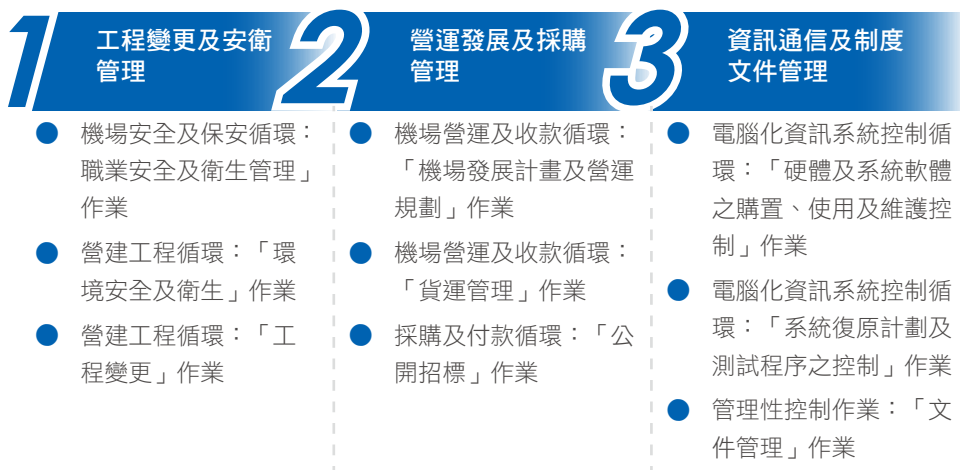 1
工程變更及安衛
管理
機場安全及保安循環：
職業安全及衛生管理」
作業
營建工程循環：「環
境安全及衛生」作業
營建工程循環：「工
程變更」作業
2
營運發展及採購
管理
機場營運及收款循環：
「機場發展計畫及營運
規劃」作業
機場營運及收款循環：
「貨運管理」作業
採購及付款循環：「公
開招標」作業
3
資訊通信及制度
文件管理
電腦化資訊系統控制循
環：「硬體及系統軟體
之購置、使用及維護控
制」作業
電腦化資訊系統控制循
環：「系統復原計劃及
測試程序之控制」作業
管理性控制作業：「文
件管理」作業